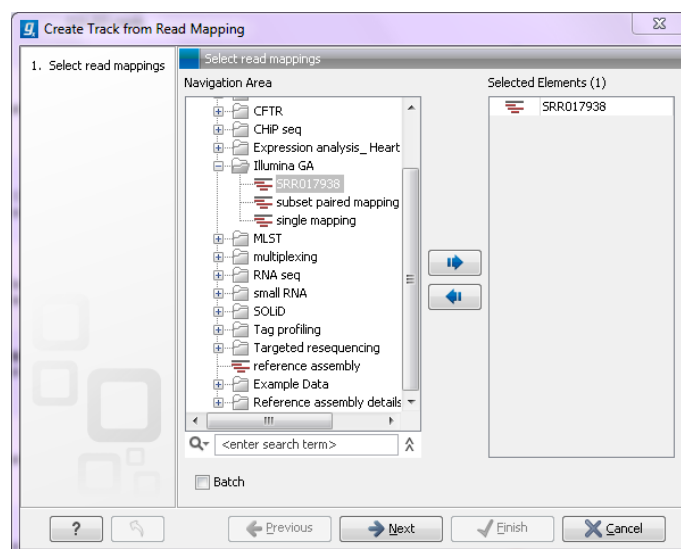 Create Track from Read Mapping
1. Select read mappings
Select read mappings
Navigation Area
CFTR
CHiP seq
Expression analysis_ Heart
Illumina GA
SRR017938
subset paired mapping
single mapping
MLST
multiplexing
RNA seq
small RNA
SOLiD
Tag profiling
Targeted resequencing
reference assembly
Example Data
Reference assembly details
<enter search term>
Batch
Selected Elements (1)
SRR017938
? Previous Next Finish Cancel